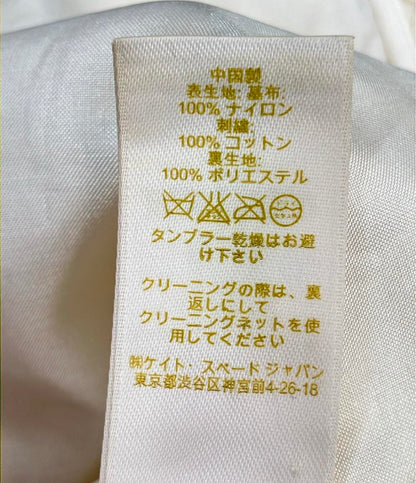 中国製
表生地: 基布:
100% ナイロン
刺繍:
100% コットン
裏生地:
100% ポリエステル
タンブラー乾燥はお避
け下さい
クリーニングの際は、裏
返しにして
クリーニングネットを使
用してください
㈱ケイト・スペード ジャパン
東京都渋谷区神宮前4-26-18